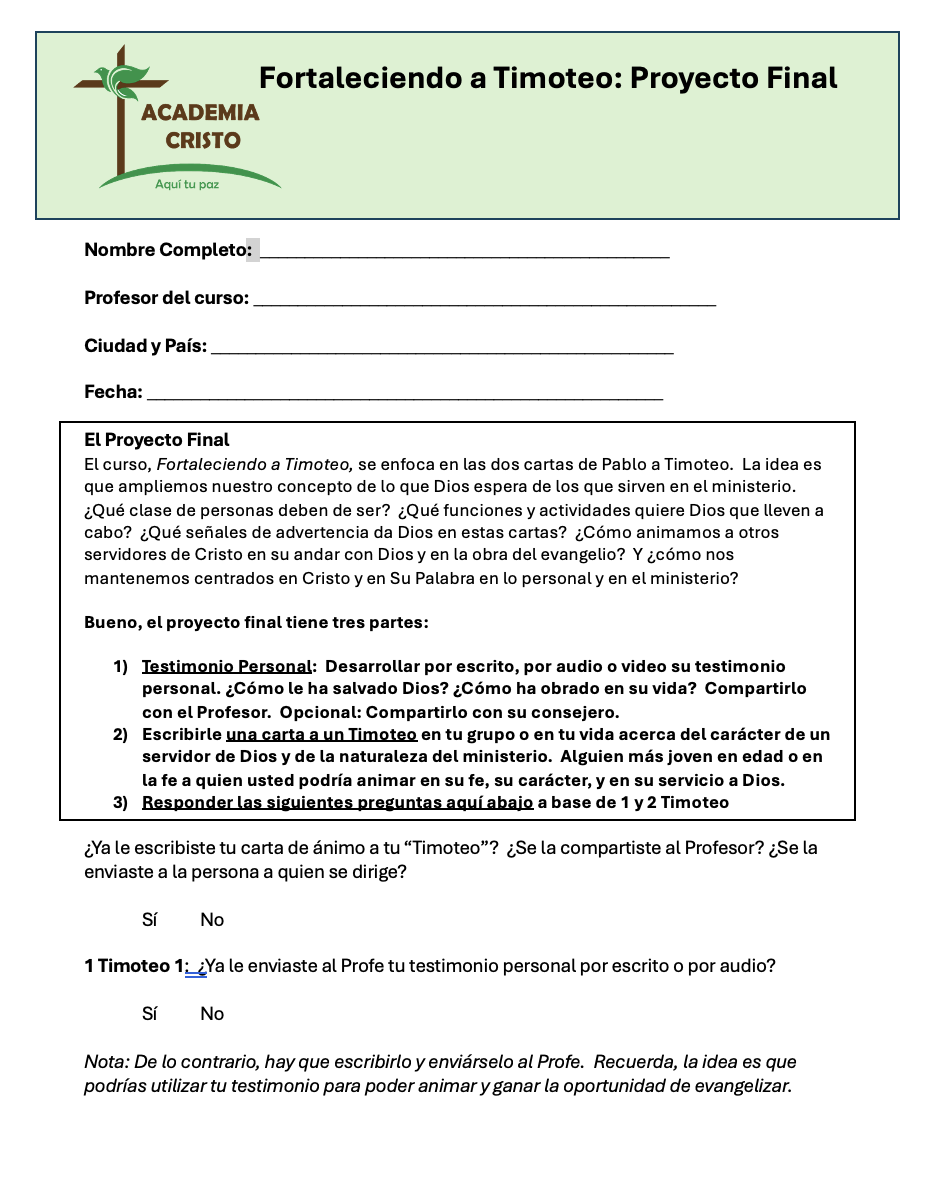 Fortaleciendo a Timoteo: Proyecto Final
ACADEMIA
CRISTO
Aquí tu paz
Nombre Completo: ___________________________________________
Profesor del curso: ________________________________________________
Ciudad y País: ________________________________________________
Fecha: ______________________________________________________
El Proyecto Final
El curso, Fortaleciendo a Timoteo, se enfoca en las dos cartas de Pablo a Timoteo. La idea es
que ampliemos nuestro concepto de lo que Dios espera de los que sirven en el ministerio.
¿Qué clase de personas deben de ser? ¿Qué funciones y actividades quiere Dios que lleven a
cabo? ¿Qué señales de advertencia da Dios en estas cartas? ¿Cómo animamos a otros
servidores de Cristo en su andar con Dios y en la obra del evangelio? Y ¿cómo nos
mantenemos centrados en Cristo y en Su Palabra en lo personal y en el ministerio?
Bueno, el proyecto final tiene tres partes:
1) Testimonio Personal: Desarrollar por escrito, por audio o video su testimonio
personal. ¿Cómo le ha salvado Dios? ¿Cómo ha obrado en su vida? Compartirlo
con el Profesor. Opcional: Compartirlo con su consejero.
2) Escribirle una carta a un Timoteo en tu grupo o en tu vida acerca del carácter de un
servidor de Dios y de la naturaleza del ministerio. Alguien más joven en edad o en
la fe a quien usted podría animar en su fe, su carácter, y en su servicio a Dios.
3) Responder las siguientes preguntas aquí abajo a base de 1 y 2 Timoteo
¿Ya le escribiste tu carta de ánimo a tu “Timoteo”? ¿Se la compartiste al Profesor? ¿Se la
enviaste a la persona a quien se dirige?
Sí No
1 Timoteo 1: ¿Ya le enviaste al Profe tu testimonio personal por escrito o por audio?
Sí No
Nota: De lo contrario, hay que escribirlo y enviárselo al Profe. Recuerda, la idea es que
podrías utilizar tu testimonio para poder animar y ganar la oportunidad de evangelizar.